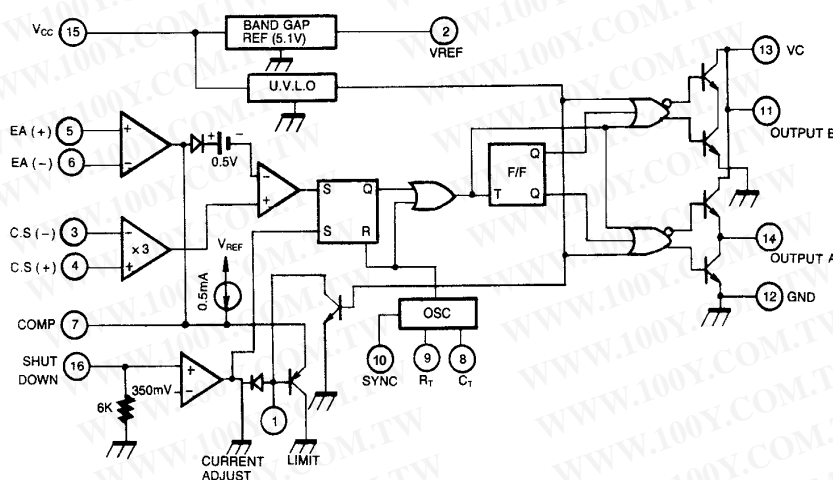 VCC 15
BAND GAP
REF (5.1V)
2
VREF
13 VC
U.V.L.O
11
OUTPUT B
EA (+) 5
+
EA (-) 6
−
+ −
0.5V
−
+
S Q
S R
F/F
Q
T Q
C.S (-) 3
−
× 3
C.S (+) 4
+
VREF
0.5mA
14
OUTPUT A
12 GND
COMP 7
OSC
SHUT 16
DOWN
+
350mV −
6K
10
SYNC
9
RT
8
CT
1
CURRENT
ADJUST
LIMIT
WWW.100Y.COM.TW